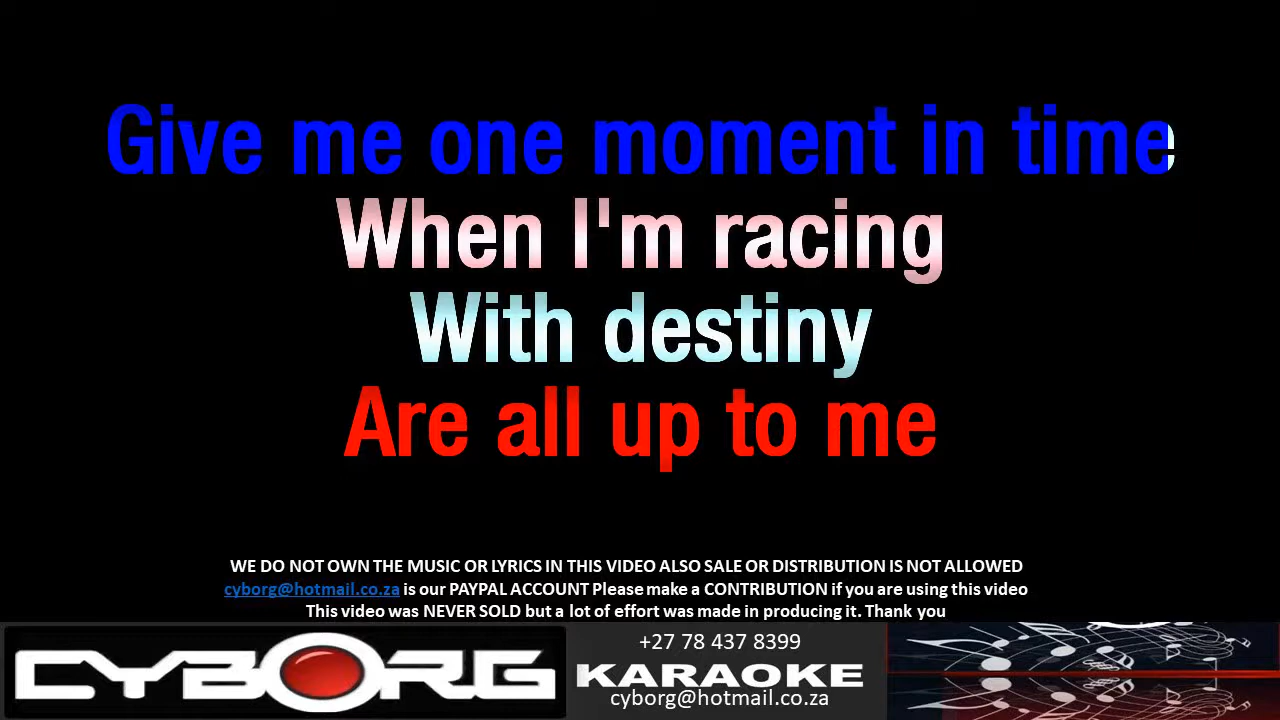 Give me one moment in time
When I'm racing
With destiny
Are all up to me
WE DO NOT OWN THE MUSIC OR LYRICS IN THIS VIDEO ALSO SALE OR DISTRIBUTION IS NOT ALLOWED
cyborg@hotmail.co.za is our PAYPAL ACCOUNT Please make a CONTRIBUTION if you are using this video
This video was NEVER SOLD but a lot of effort was made in producing it. Thank you
CYBORG
+27 78 437 8399
KARAOKE
cyborg@hotmail.co.za